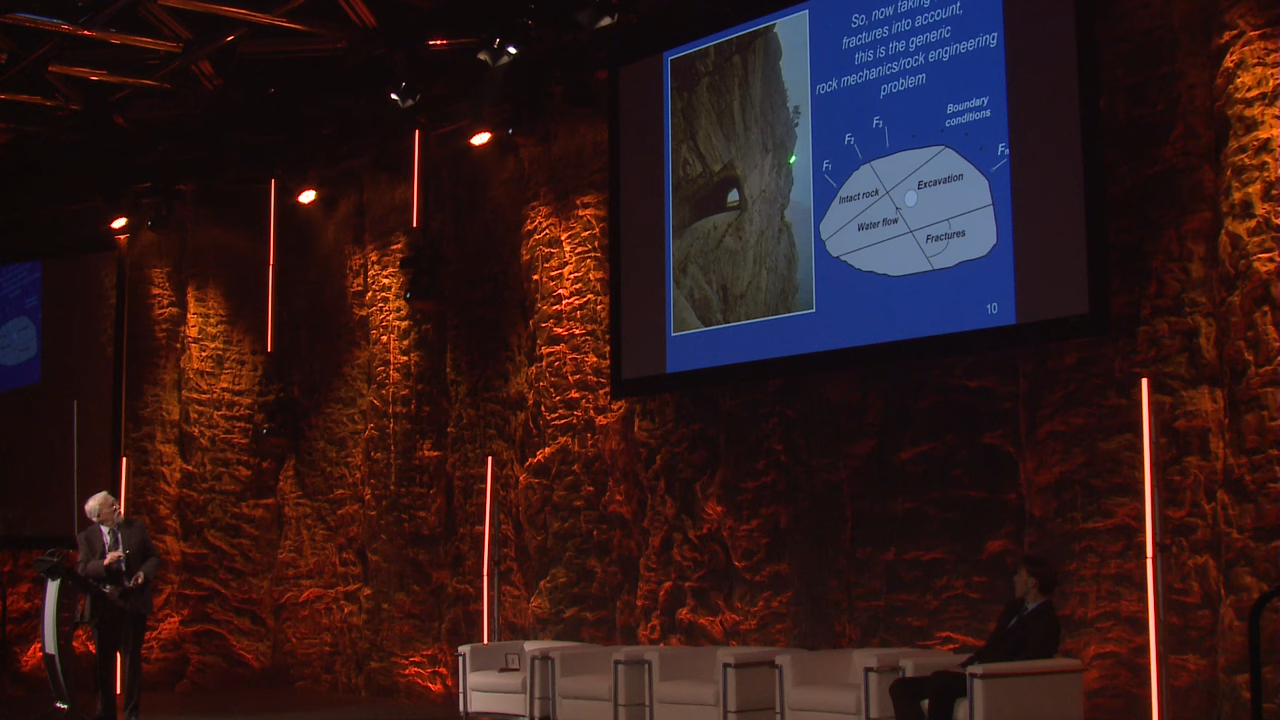 So, now taking
fractures into account,
this is the generic
rock mechanics/rock engineering
problem
Boundary
conditions
F1
F2
F3
Fn
Intact rock
Excavation
Water flow
Fractures
10